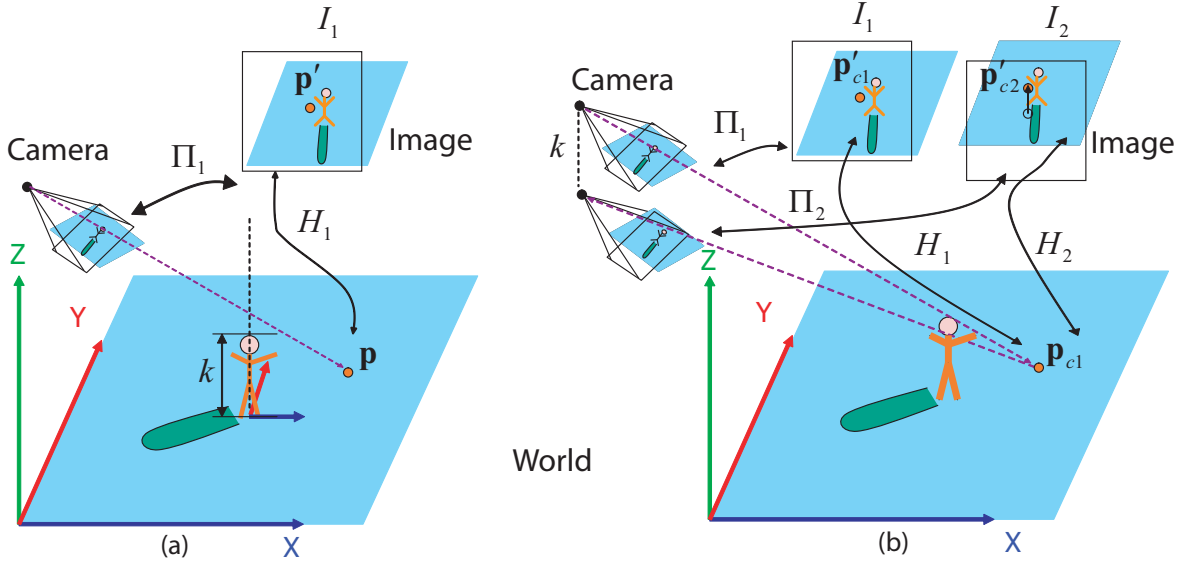 I₁
p′
Image
Camera
Π₁
H₁
Z
Y
k
p
X
(a)
World
I₁
I₂
Camera
p′c1
p′c2
Π₁
Image
k
Π₂
H₁
H₂
Z
Y
pc1
X
(b)